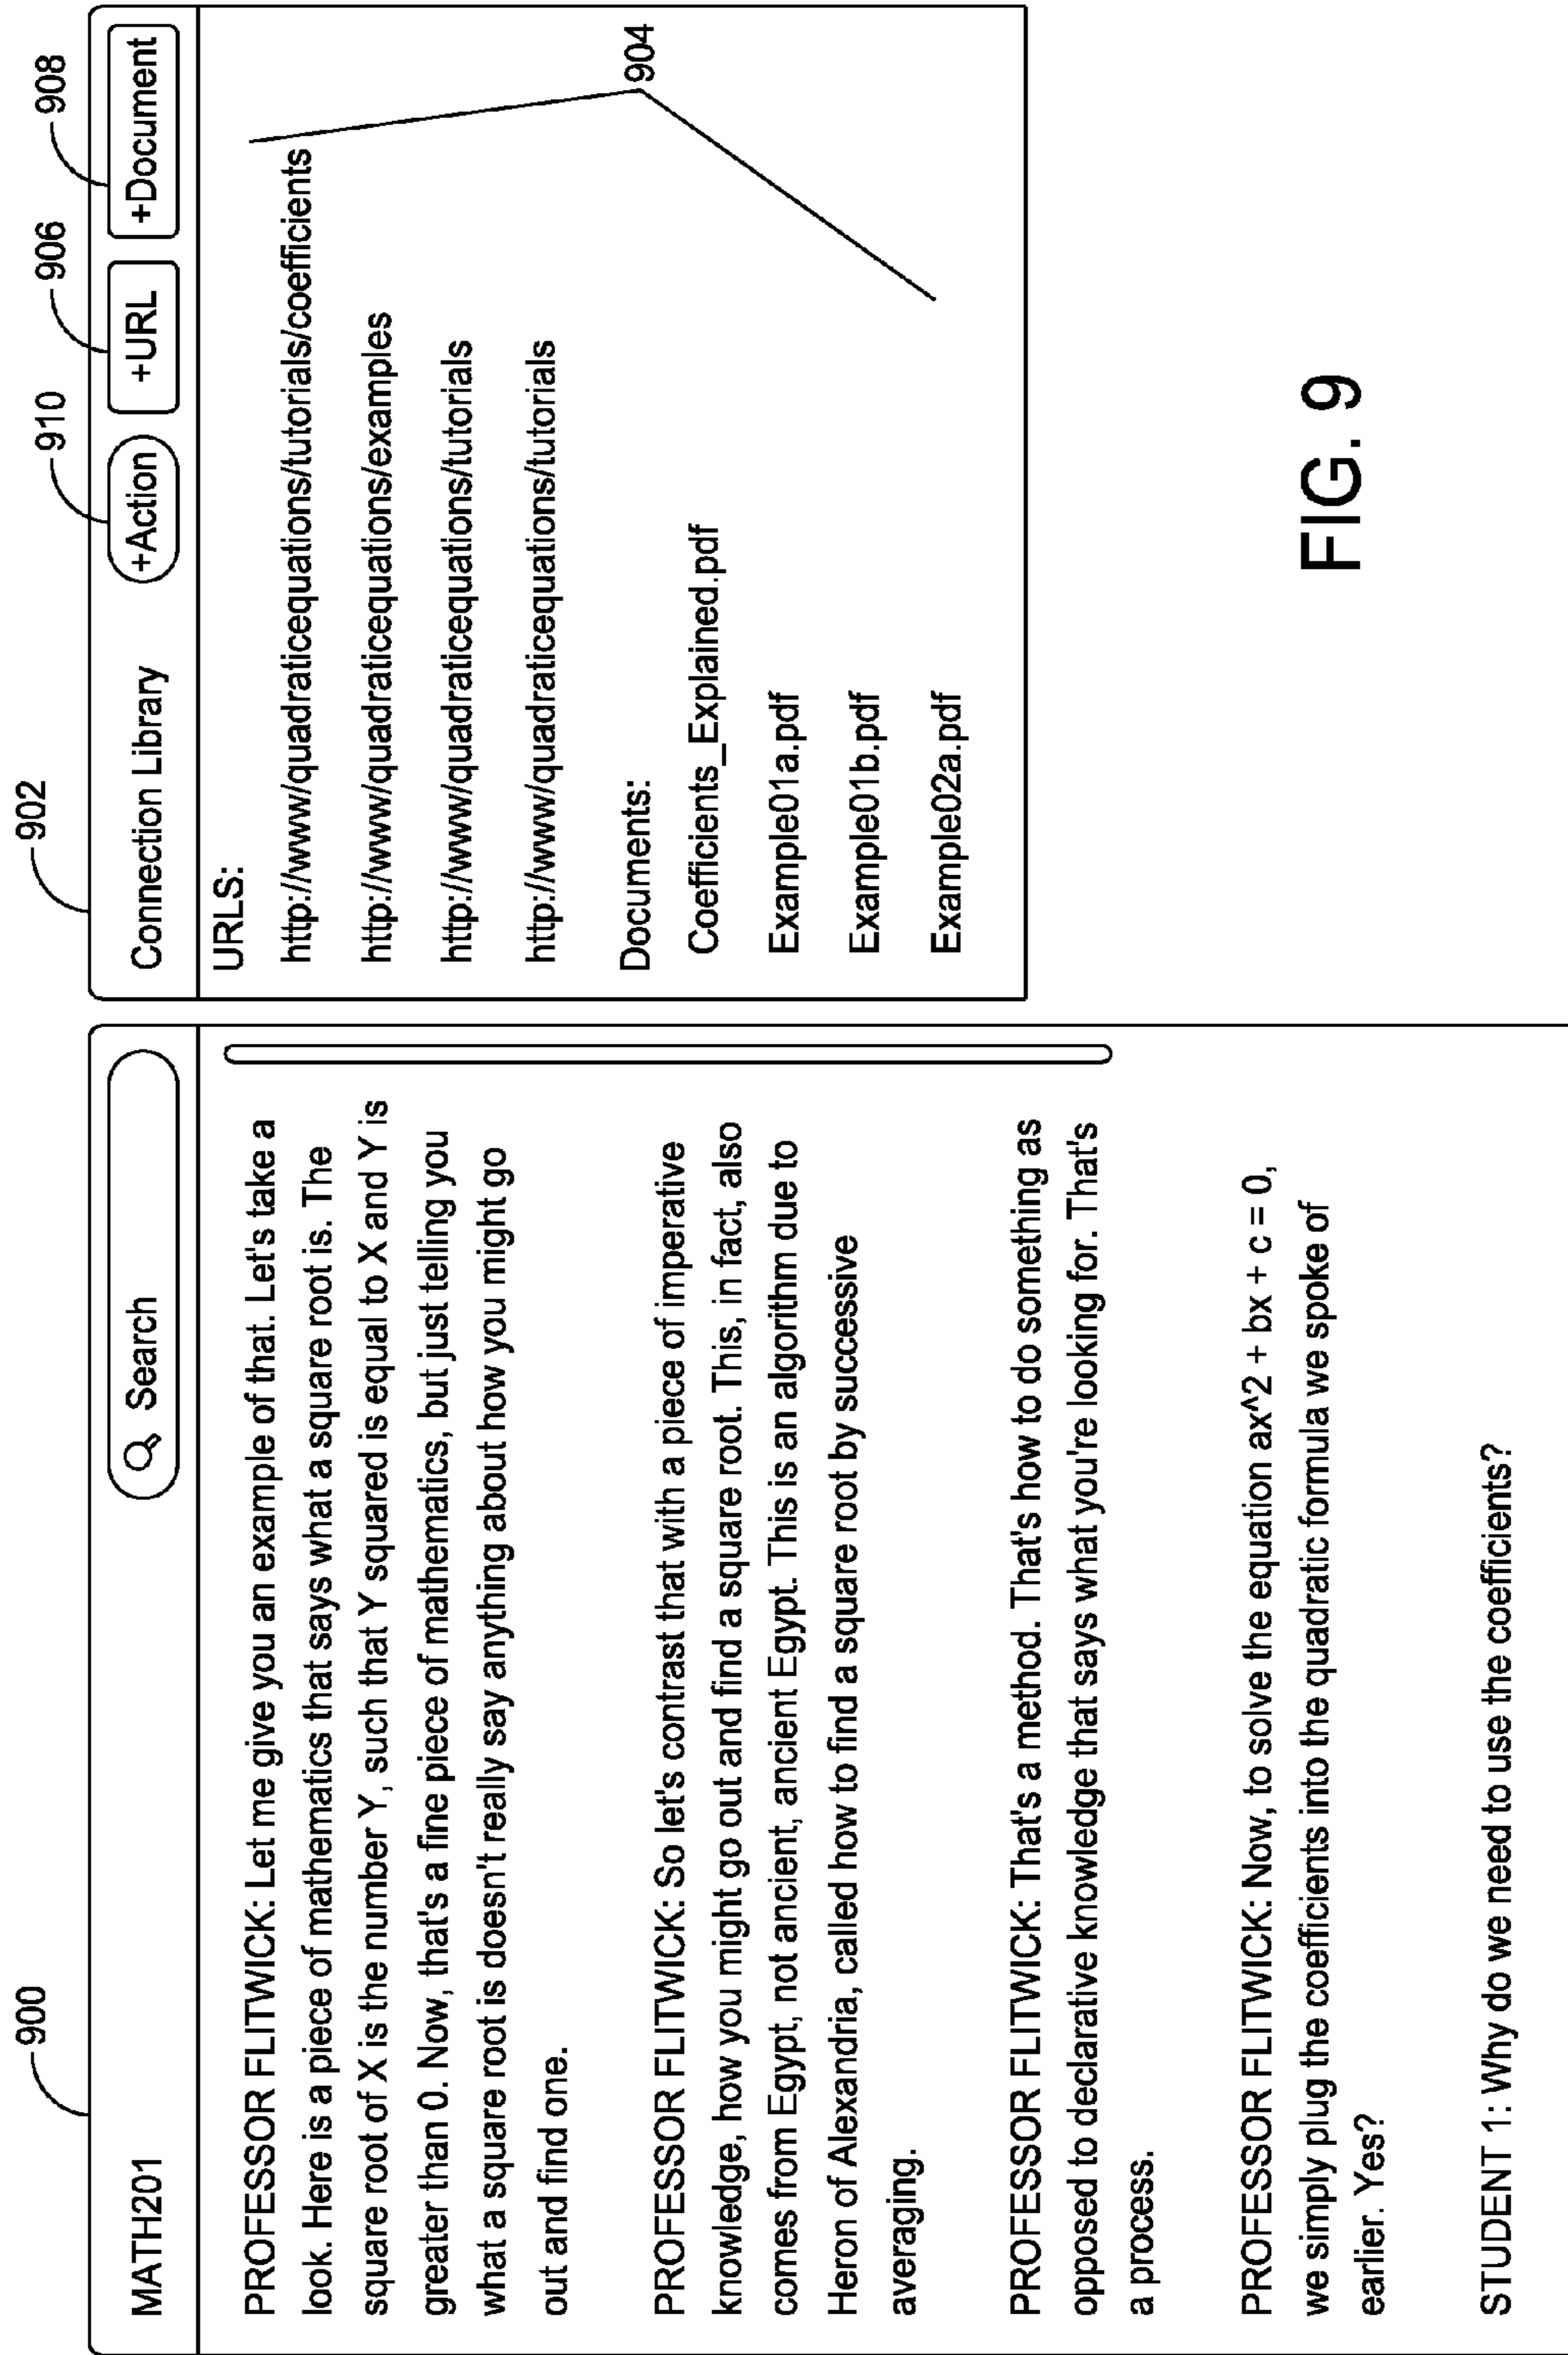 900
MATH201
Search
PROFESSOR FLITWICK: Let me give you an example of that. Let's take a
look. Here is a piece of mathematics that says what a square root is. The
square root of X is the number Y, such that Y squared is equal to X and Y is
greater than 0. Now, that's a fine piece of mathematics, but just telling you
what a square root is doesn't really say anything about how you might go
out and find one.
PROFESSOR FLITWICK: So let's contrast that with a piece of imperative
knowledge, how you might go out and find a square root. This, in fact, also
comes from Egypt, not ancient, ancient Egypt. This is an algorithm due to
Heron of Alexandria, called how to find a square root by successive
averaging.
PROFESSOR FLITWICK: That's a method. That's how to do something as
opposed to declarative knowledge that says what you're looking for. That's
a process.
PROFESSOR FLITWICK: Now, to solve the equation ax^2 + bx + c = 0,
we simply plug the coefficients into the quadratic formula we spoke of
earlier. Yes?
STUDENT 1: Why do we need to use the coefficients?
902
910
906
908
Connection Library
+Action
+URL
+Document
URLS:
http://www/quadraticequations/tutorials/coefficients
http://www/quadraticequations/examples
http://www/quadraticequations/tutorials
http://www/quadraticequations/tutorials
904
Documents:
Coefficients_Explained.pdf
Example01a.pdf
Example01b.pdf
Example02a.pdf
FIG. 9